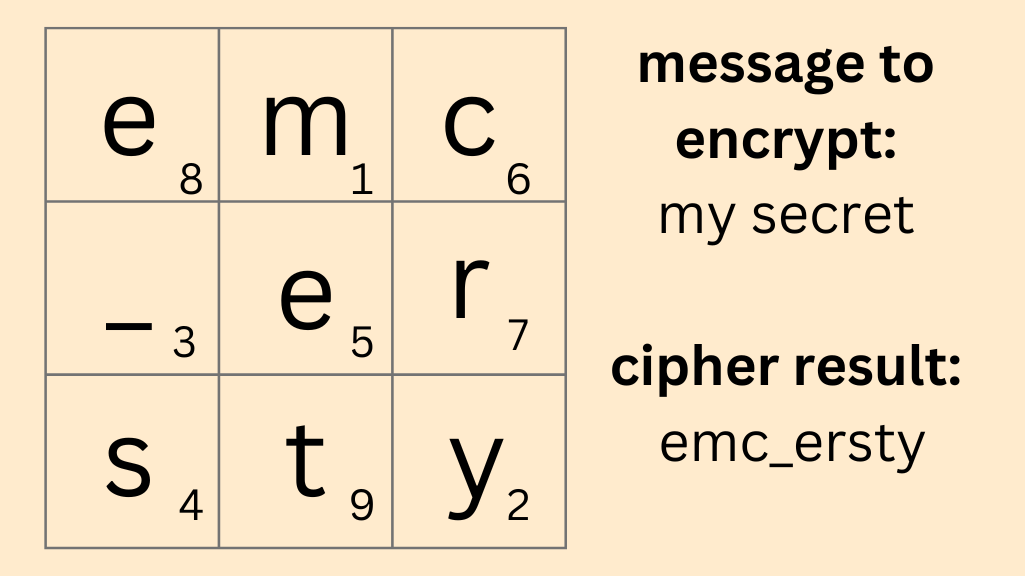 e 8 m 1 c 6
_ 3 e 5 r 7
s 4 t 9 y 2
message to
encrypt:
my secret
cipher result:
emc_ersty